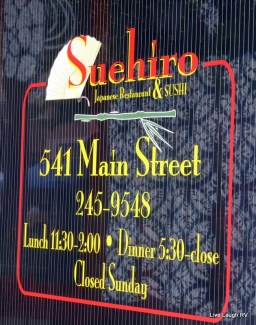 Suehiro
Japanese Restaurant & SUSHI
541 Main Street
245-9548
Lunch 11:30-2:00 • Dinner 5:30-close
Closed Sunday
Live Laugh RV